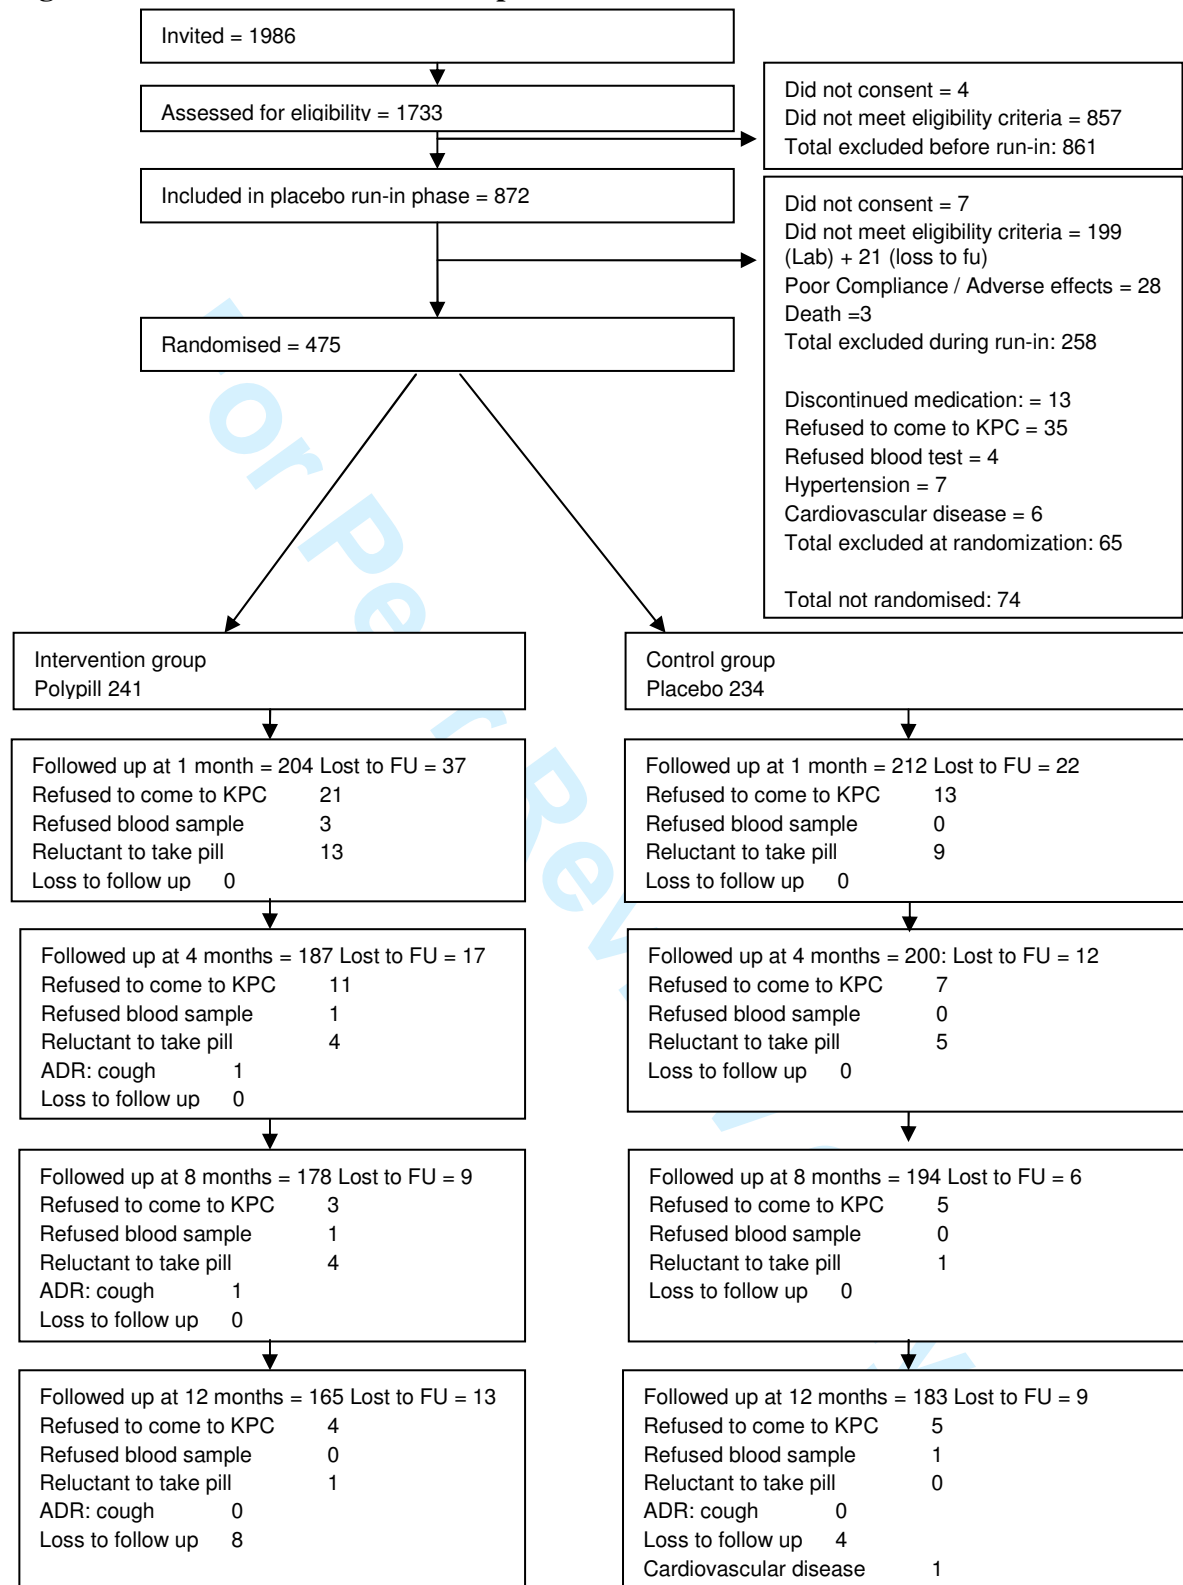 Invited = 1986
Assessed for eligibility = 1733
Did not consent = 4
Did not meet eligibility criteria = 857
Total excluded before run-in: 861
Included in placebo run-in phase = 872
Did not consent = 7
Did not meet eligibility criteria = 199
(Lab) + 21 (loss to fu)
Poor Compliance / Adverse effects = 28
Death =3
Total excluded during run-in: 258
Discontinued medication: = 13
Refused to come to KPC = 35
Refused blood test = 4
Hypertension = 7
Cardiovascular disease = 6
Total excluded at randomization: 65
Total not randomised: 74
Randomised = 475
Intervention group
Polypill 241
Control group
Placebo 234
Followed up at 1 month = 204 Lost to FU = 37
Refused to come to KPC 21
Refused blood sample 3
Reluctant to take pill 13
Loss to follow up 0
Followed up at 1 month = 212 Lost to FU = 22
Refused to come to KPC 13
Refused blood sample 0
Reluctant to take pill 9
Loss to follow up 0
Followed up at 4 months = 187 Lost to FU = 17
Refused to come to KPC 11
Refused blood sample 1
Reluctant to take pill 4
ADR: cough 1
Loss to follow up 0
Followed up at 4 months = 200: Lost to FU = 12
Refused to come to KPC 7
Refused blood sample 0
Reluctant to take pill 5
Loss to follow up 0
Followed up at 8 months = 178 Lost to FU = 9
Refused to come to KPC 3
Refused blood sample 1
Reluctant to take pill 4
ADR: cough 1
Loss to follow up 0
Followed up at 8 months = 194 Lost to FU = 6
Refused to come to KPC 5
Refused blood sample 0
Reluctant to take pill 1
Loss to follow up 0
Followed up at 12 months = 165 Lost to FU = 13
Refused to come to KPC 4
Refused blood sample 0
Reluctant to take pill 1
ADR: cough 0
Loss to follow up 8
Followed up at 12 months = 183 Lost to FU = 9
Refused to come to KPC 5
Refused blood sample 1
Reluctant to take pill 0
ADR: cough 0
Loss to follow up 4
Cardiovascular disease 1